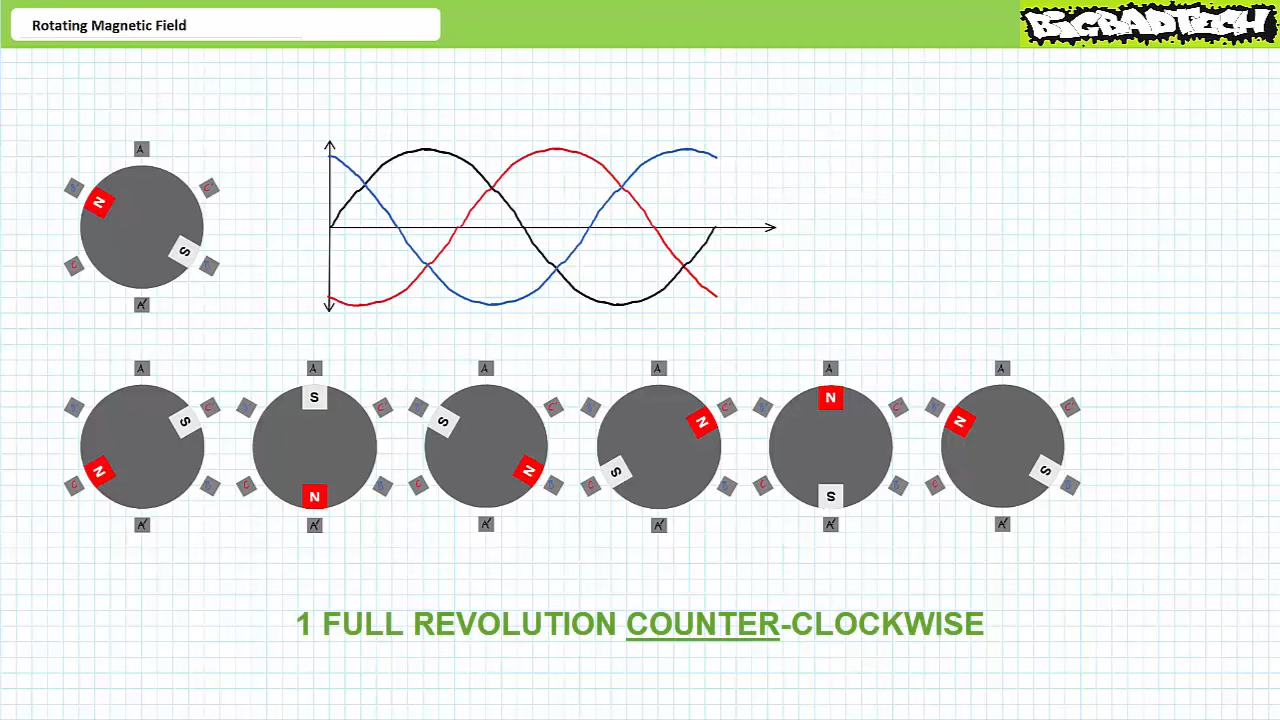 Rotating Magnetic Field
BIGBADTECH
A
B' C'
N
S
C B
A'
A A A A A A
S N
B' C' B' C' B' C' B' C' B' C' B' C'
S S N N
N N S S
C B C B C B C B C B C B
N S
A' A' A' A' A' A'
1 FULL REVOLUTION COUNTER-CLOCKWISE